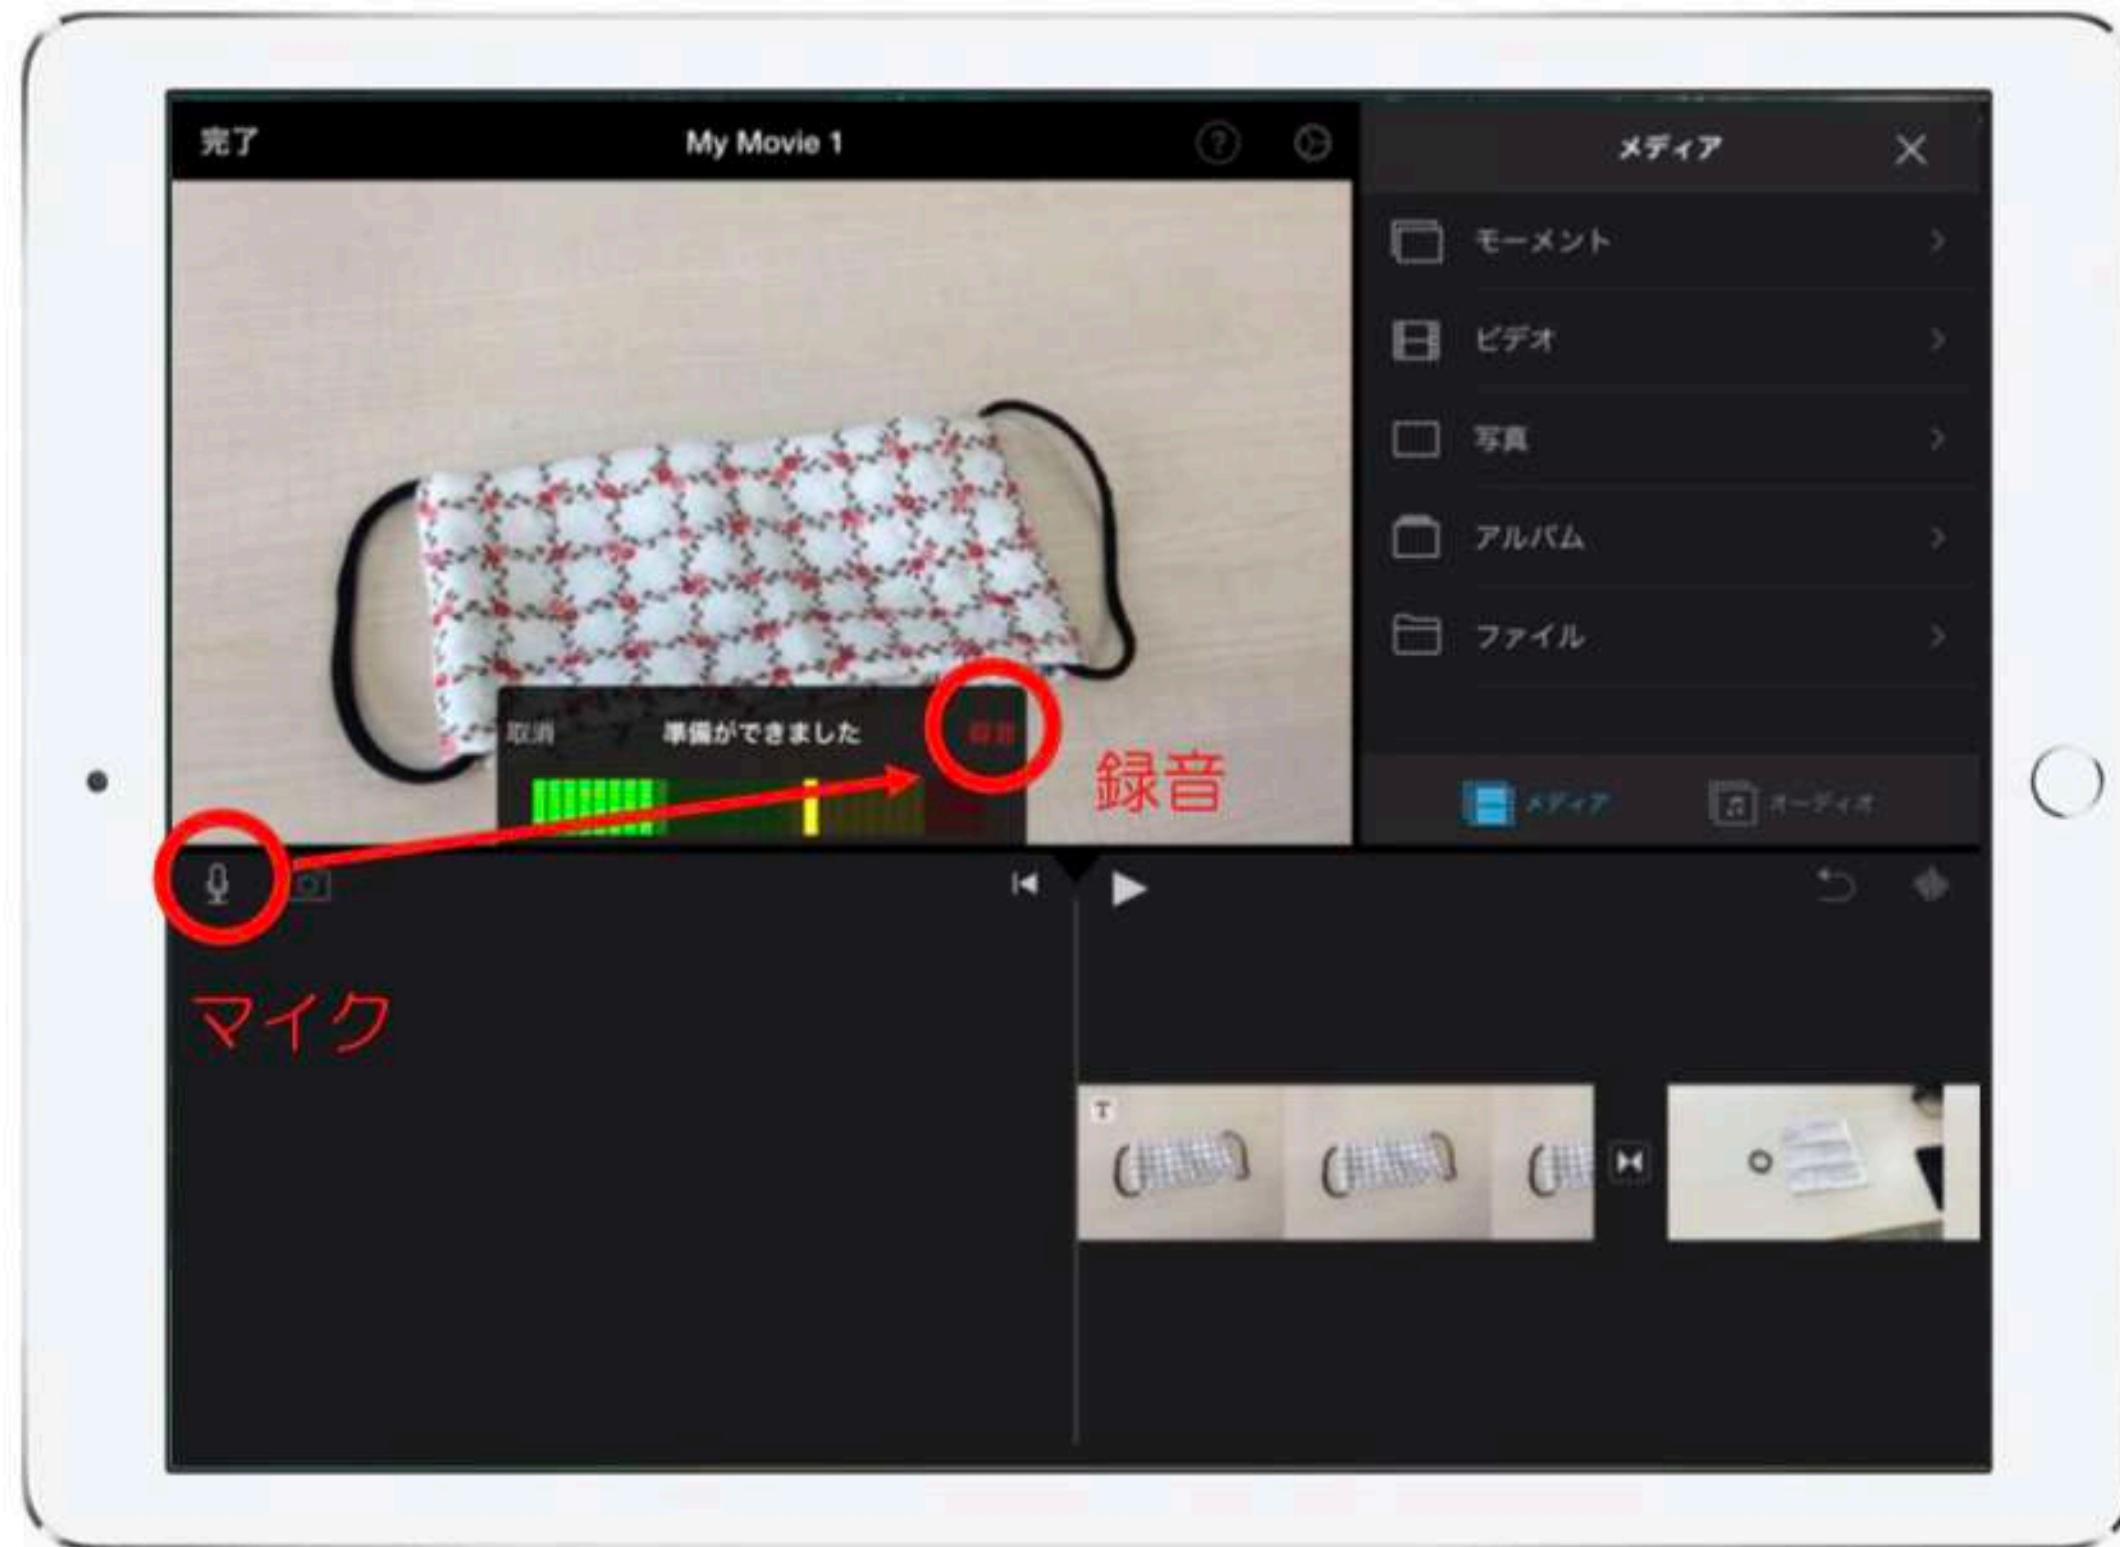 完了
My Movie 1
メディア
モーメント
ビデオ
写真
アルバム
ファイル
取消
準備ができました
録音
録音
メディア
オーディオ
マイク
T